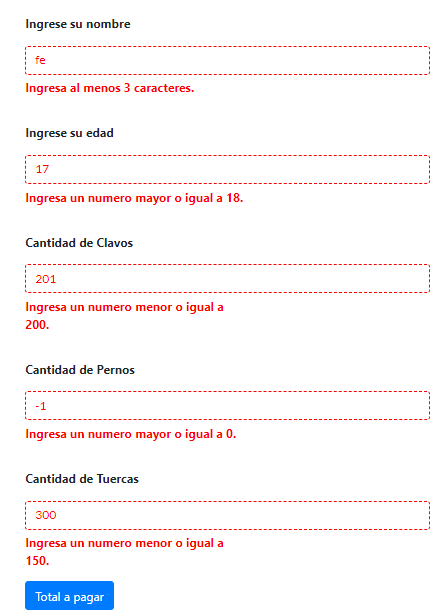 Ingrese su nombre
fe
Ingresa al menos 3 caracteres.
Ingrese su edad
17
Ingresa un numero mayor o igual a 18.
Cantidad de Clavos
201
Ingresa un numero menor o igual a
200.
Cantidad de Pernos
-1
Ingresa un numero mayor o igual a 0.
Cantidad de Tuercas
300
Ingresa un numero menor o igual a
150.
Total a pagar